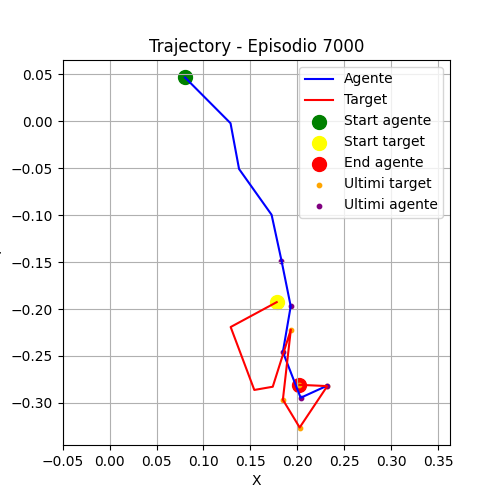 Trajectory - Episodio 7000
Agente
Target
Start agente
Start target
End agente
Ultimi target
Ultimi agente
0.05
0.00
−0.05
−0.10
−0.15
−0.20
−0.25
−0.30
−0.05
0.00
0.05
0.10
0.15
0.20
0.25
0.30
0.35
X